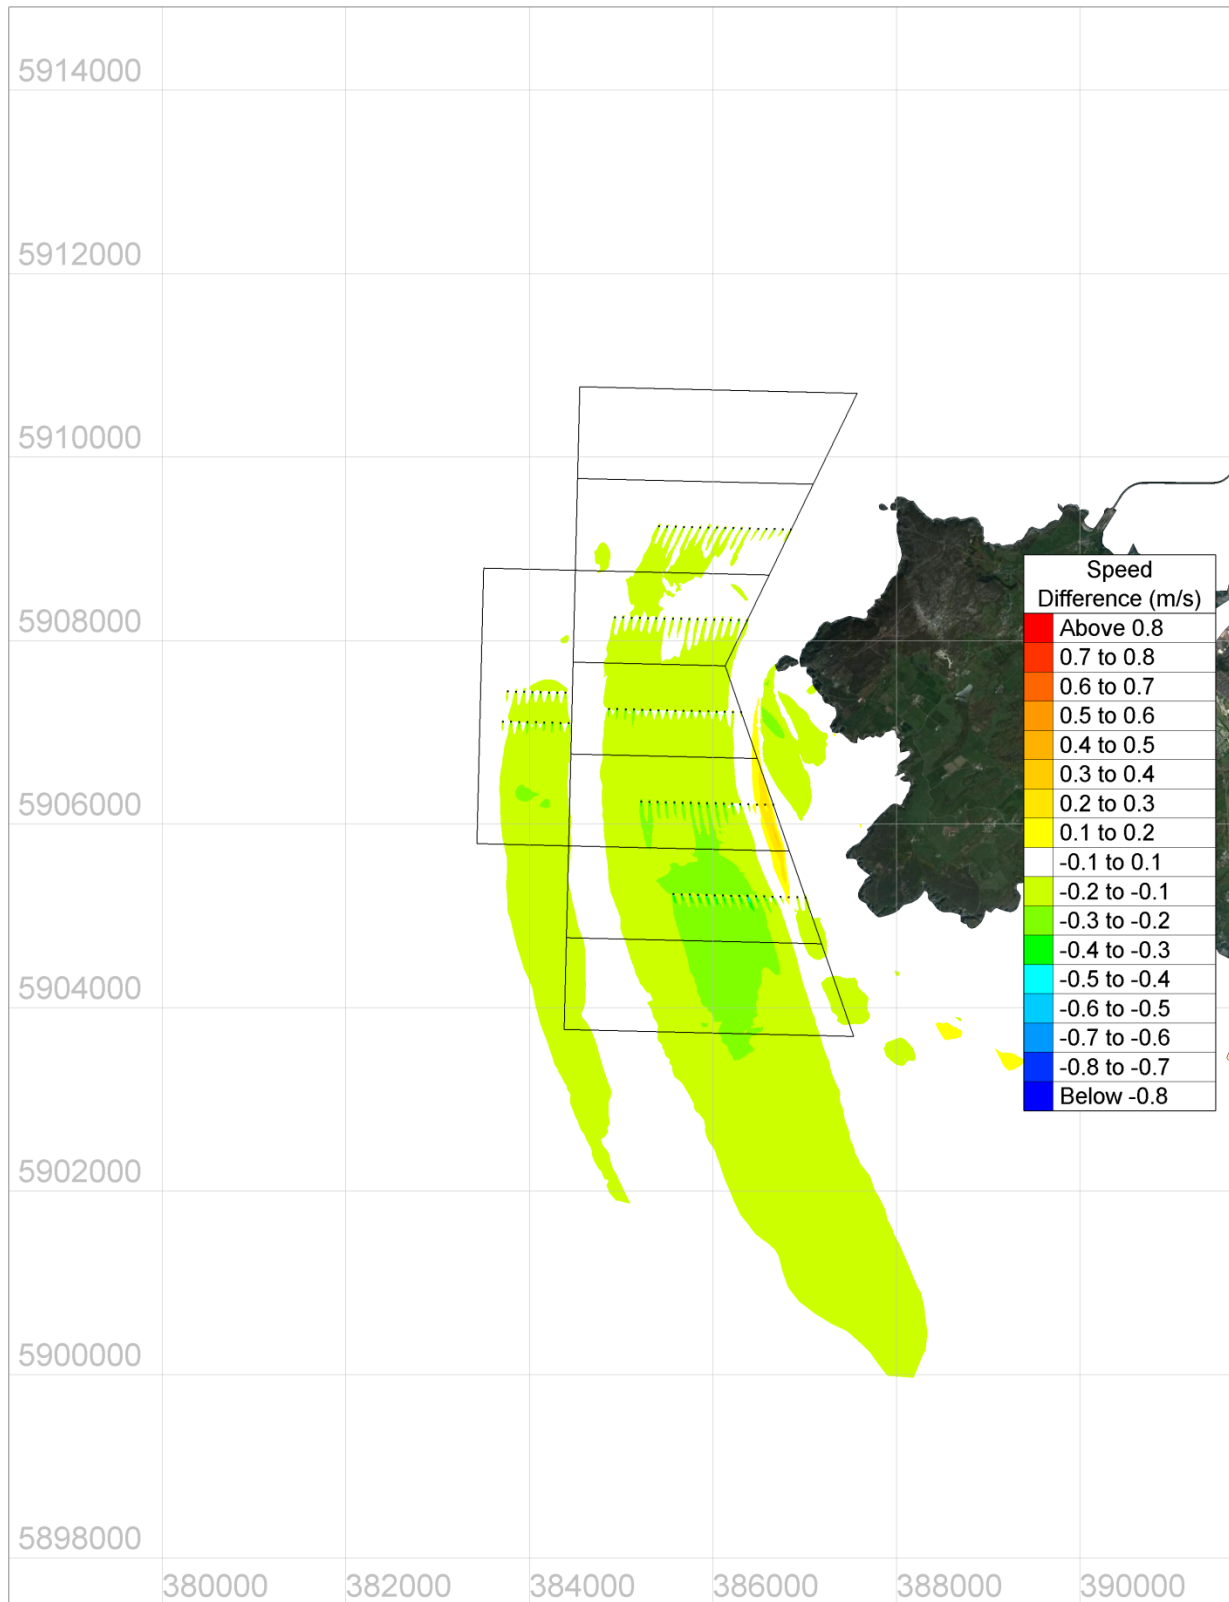 5914000
5912000
5910000
5908000
5906000
5904000
5902000
5900000
5898000
380000 382000 384000 386000 388000 390000
Speed
Difference (m/s)
Above 0.8
0.7 to 0.8
0.6 to 0.7
0.5 to 0.6
0.4 to 0.5
0.3 to 0.4
0.2 to 0.3
0.1 to 0.2
-0.1 to 0.1
-0.2 to -0.1
-0.3 to -0.2
-0.4 to -0.3
-0.5 to -0.4
-0.6 to -0.5
-0.7 to -0.6
-0.8 to -0.7
Below -0.8